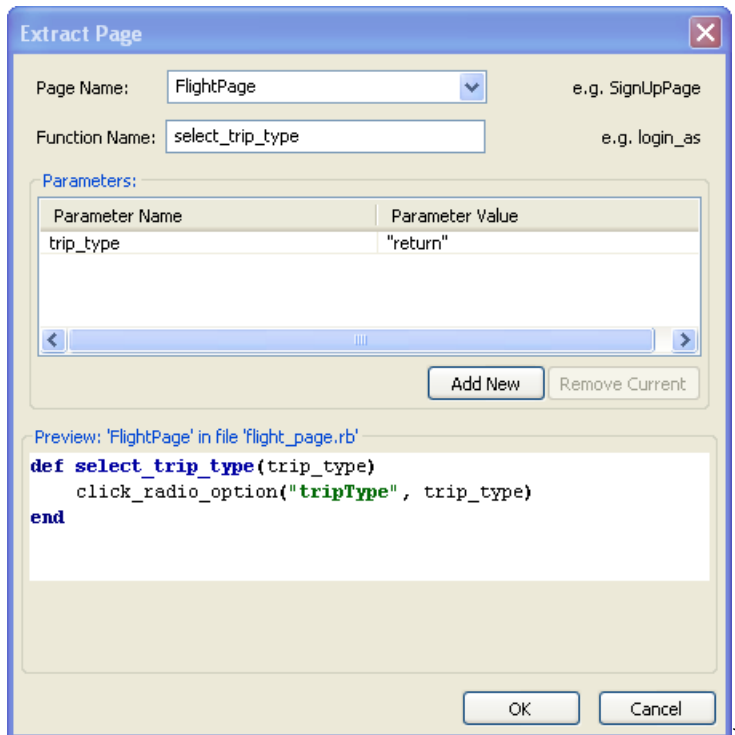 Extract Page
Page Name: FlightPage e.g. SignUpPage
Function Name: select_trip_type e.g. login_as
Parameters:
Parameter Name Parameter Value
trip_type "return"
Add New Remove Current
Preview: 'FlightPage' in file 'flight_page.rb'
def select_trip_type(trip_type)
click_radio_option("tripType", trip_type)
end
OK Cancel